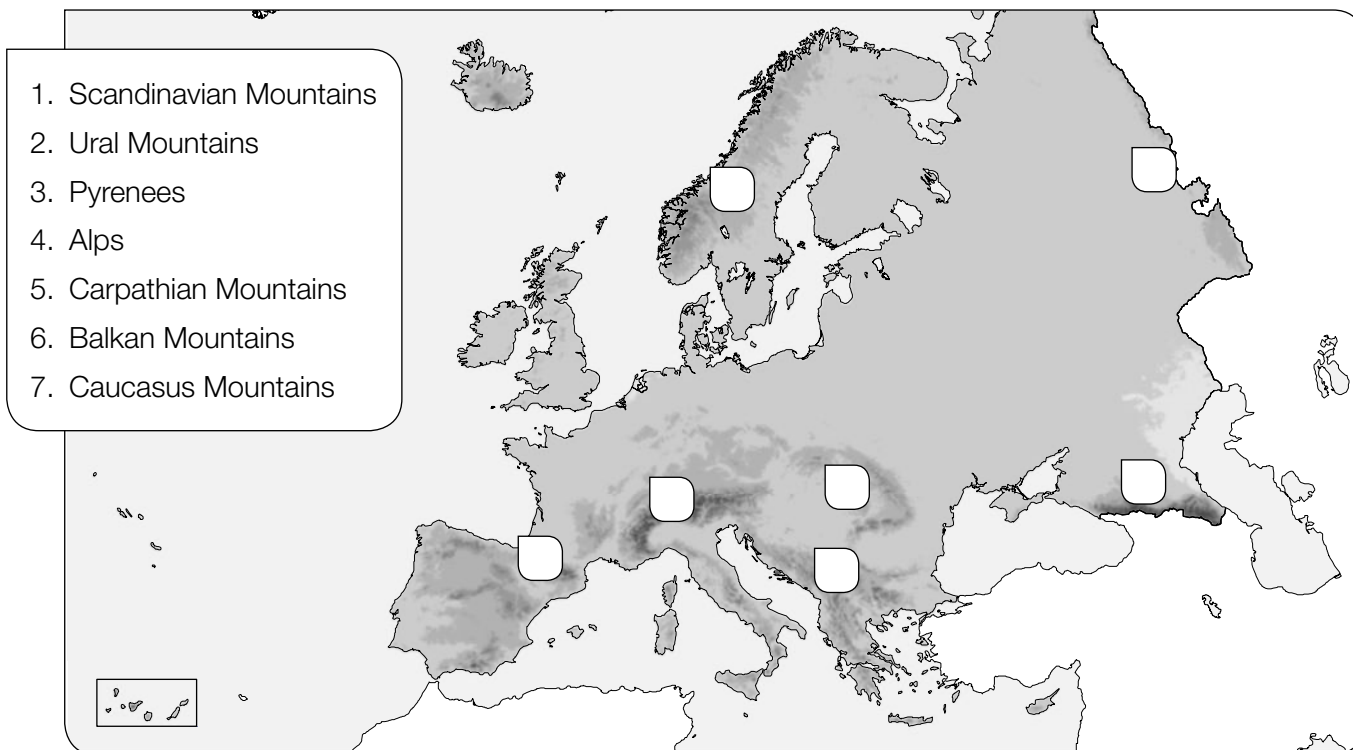 1. Scandinavian Mountains
2. Ural Mountains
3. Pyrenees
4. Alps
5. Carpathian Mountains
6. Balkan Mountains
7. Caucasus Mountains